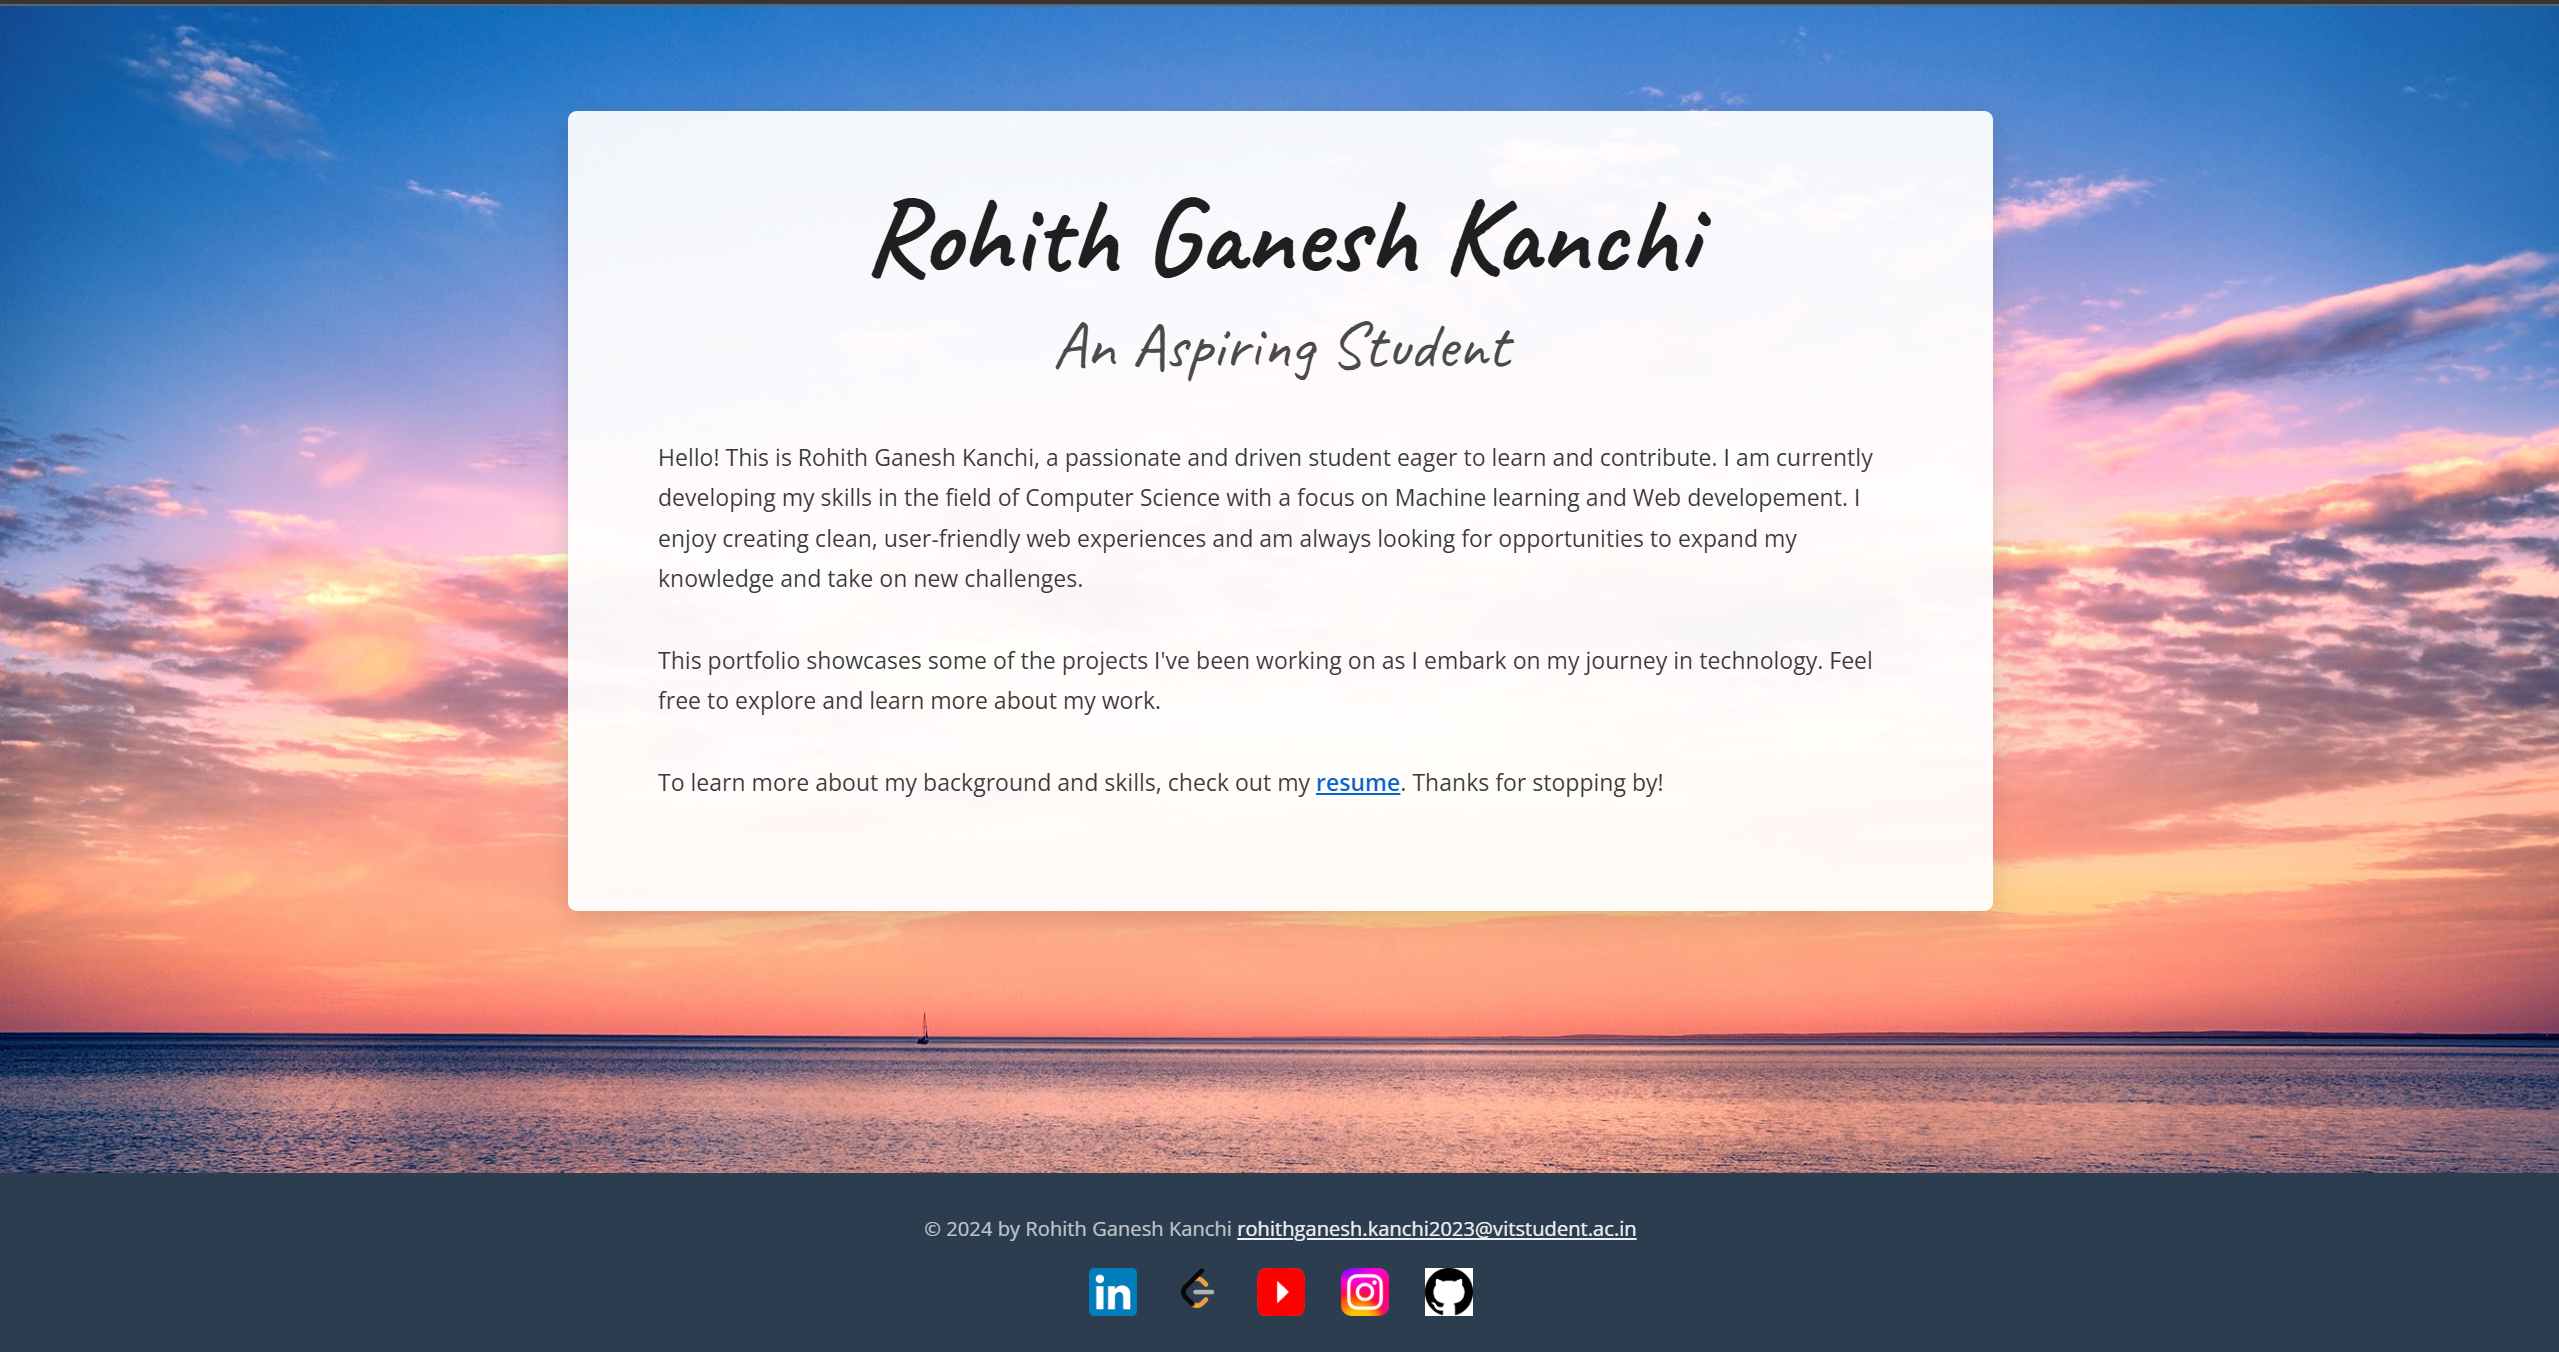 Rohith Ganesh Kanchi
An Aspiring Student
Hello! This is Rohith Ganesh Kanchi, a passionate and driven student eager to learn and contribute. I am currently
developing my skills in the field of Computer Science with a focus on Machine learning and Web developement. I
enjoy creating clean, user-friendly web experiences and am always looking for opportunities to expand my
knowledge and take on new challenges.
This portfolio showcases some of the projects I've been working on as I embark on my journey in technology. Feel
free to explore and learn more about my work.
To learn more about my background and skills, check out my resume. Thanks for stopping by!
© 2024 by Rohith Ganesh Kanchi rohithganesh.kanchi2023@vitstudent.ac.in
in